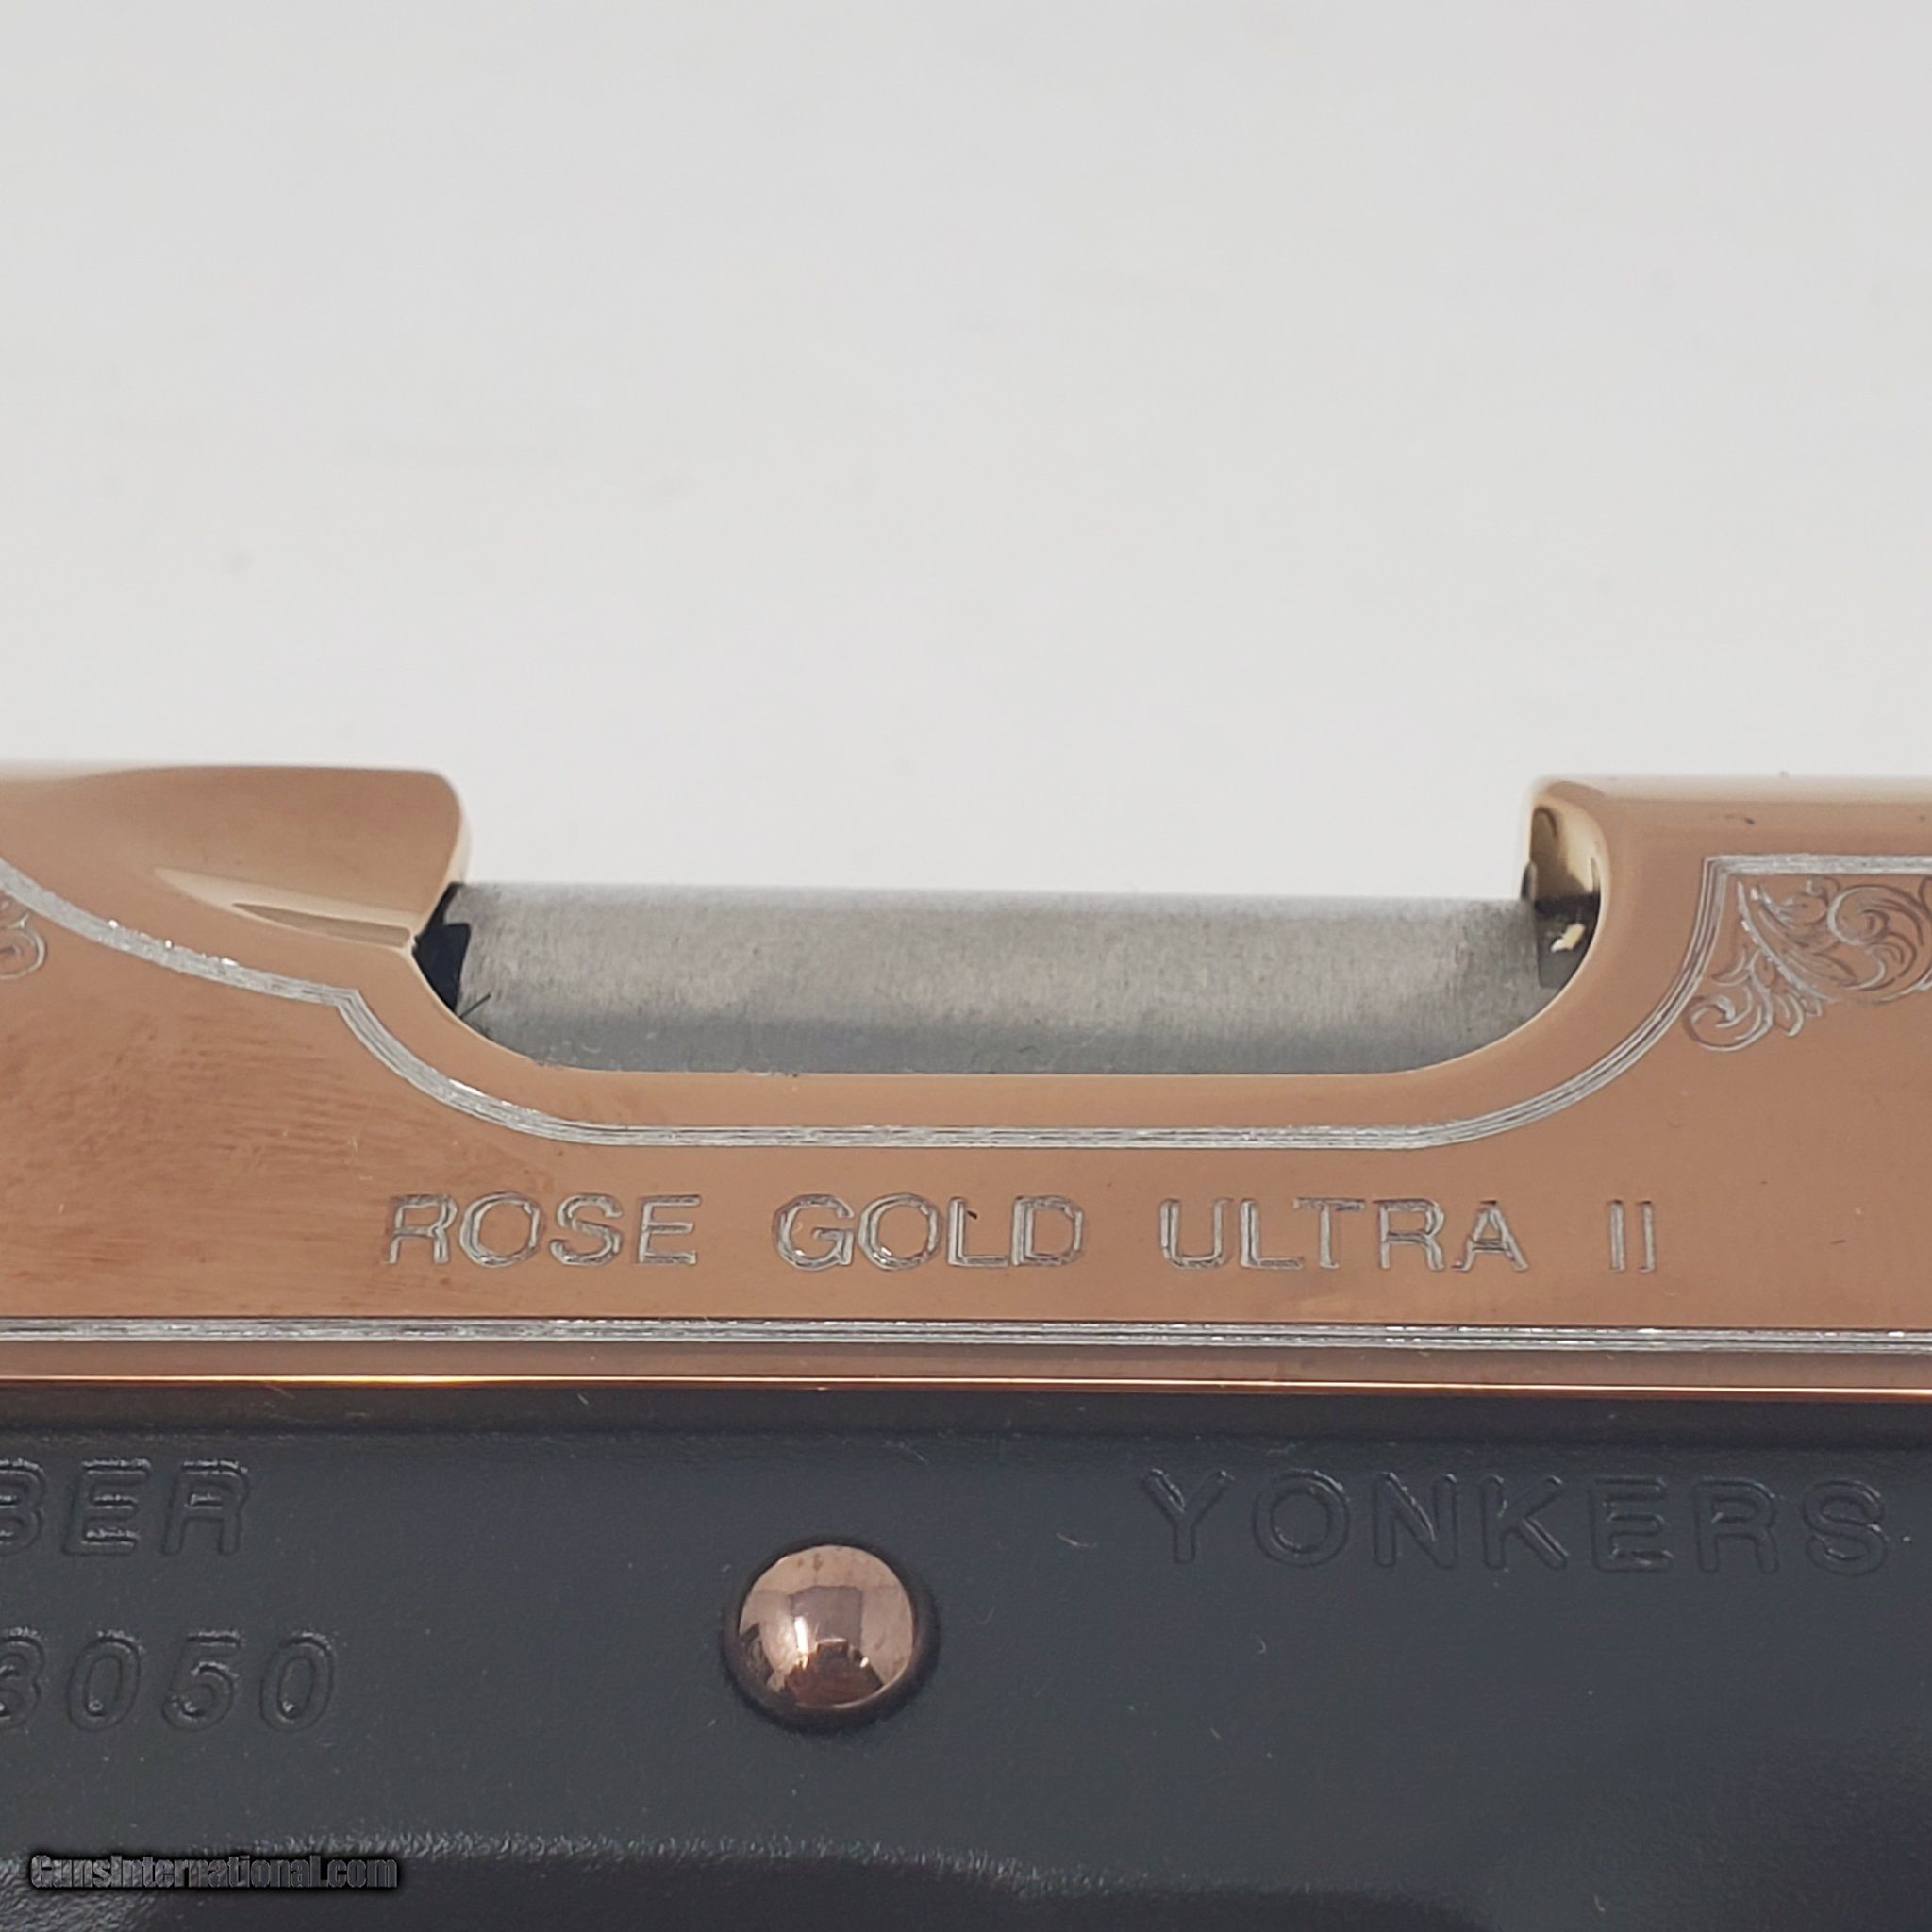 ROSE GOLD ULTRA II
BER YONKERS
3050
GunsInternational.com